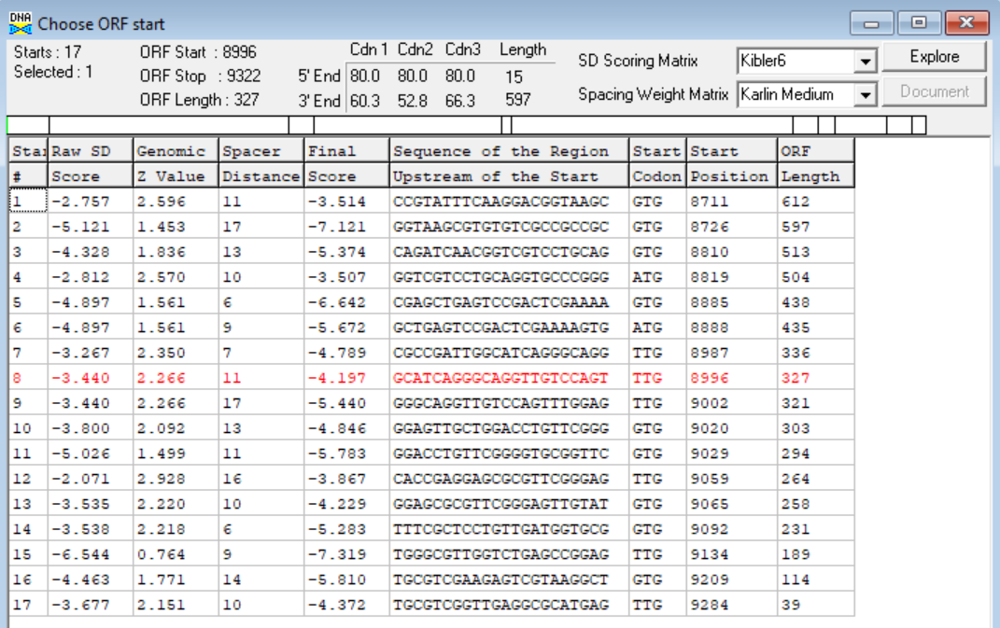 DNA Choose ORF start
Starts : 17 ORF Start : 8996 Cdn 1 Cdn2 Cdn3 Length SD Scoring Matrix Kibler6 Explore
Selected : 1 ORF Stop : 9322 5' End 80.0 80.0 80.0 15
ORF Length : 327 3' End 60.3 52.8 66.3 597 Spacing Weight Matrix Karlin Medium Document
Star Raw SD Genomic Spacer Final Sequence of the Region Start Start ORF
# Score Z Value Distance Score Upstream of the Start Codon Position Length
1 -2.757 2.596 11 -3.514 CCGTATTTCAAGGACGGTAAGC GTG 8711 612
2 -5.121 1.453 17 -7.121 GGTAAGCGTGTGTCGCCGCCGC GTG 8726 597
3 -4.328 1.836 13 -5.374 CAGATCAACGGTCGTCCTGCAG GTG 8810 513
4 -2.812 2.570 10 -3.507 GGTCGTCCTGCAGGTGCCCGGG ATG 8819 504
5 -4.897 1.561 6 -6.642 CGAGCTGAGTCCGACTCGAAAA GTG 8885 438
6 -4.897 1.561 9 -5.672 GCTGAGTCCGACTCGAAAAGTG ATG 8888 435
7 -3.267 2.350 7 -4.789 CGCCGATTGGCATCAGGGCAGG TTG 8987 336
8 -3.440 2.266 11 -4.197 GCATCAGGGCAGGTTGTCCAGT TTG 8996 327
9 -3.440 2.266 17 -5.440 GGGCAGGTTGTCCAGTTTGGAG TTG 9002 321
10 -3.800 2.092 13 -4.846 GGAGTTGCTGGACCTGTTCGGG GTG 9020 303
11 -5.026 1.499 11 -5.783 GGACCTGTTCGGGGTGCGGTTC GTG 9029 294
12 -2.071 2.928 16 -3.867 CACCGAGGAGCGCGTTCGGGAG TTG 9059 264
13 -3.535 2.220 10 -4.229 GGAGCGCGTTCGGGAGTTGTAT GTG 9065 258
14 -3.538 2.218 6 -5.283 TTTCGCTCCTGTTGATGGTGCG GTG 9092 231
15 -6.544 0.764 9 -7.319 TGGGCGTTGGTCTGAGCCGGAG TTG 9134 189
16 -4.463 1.771 14 -5.810 TGCGTCGAAGAGTCGTAAGGCT GTG 9209 114
17 -3.677 2.151 10 -4.372 TGCGTCGGTTGAGGCGCATGAG TTG 9284 39